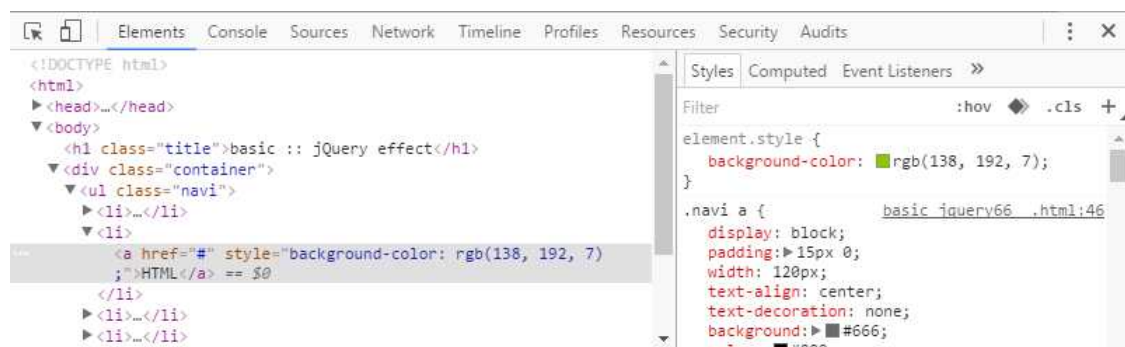 Elements Console Sources Network Timeline Profiles Resources Security Audits
<!DOCTYPE html>
<html>
▶<head>…</head>
▼<body>
<h1 class="title">basic :: jQuery effect</h1>
▼<div class="container">
▼<ul class="navi">
▶<li>…</li>
▼<li>
<a href="#" style="background-color: rgb(138, 192, 7)
;">HTML</a> == $0
</li>
▶<li>…</li>
▶<li>…</li>
Styles Computed Event Listeners »
Filter :hov .cls +
element.style {
background-color: rgb(138, 192, 7);
}
.navi a { basic jquery66 .html:46
display: block;
padding:▶15px 0;
width: 120px;
text-align: center;
text-decoration: none;
background:▶#666;